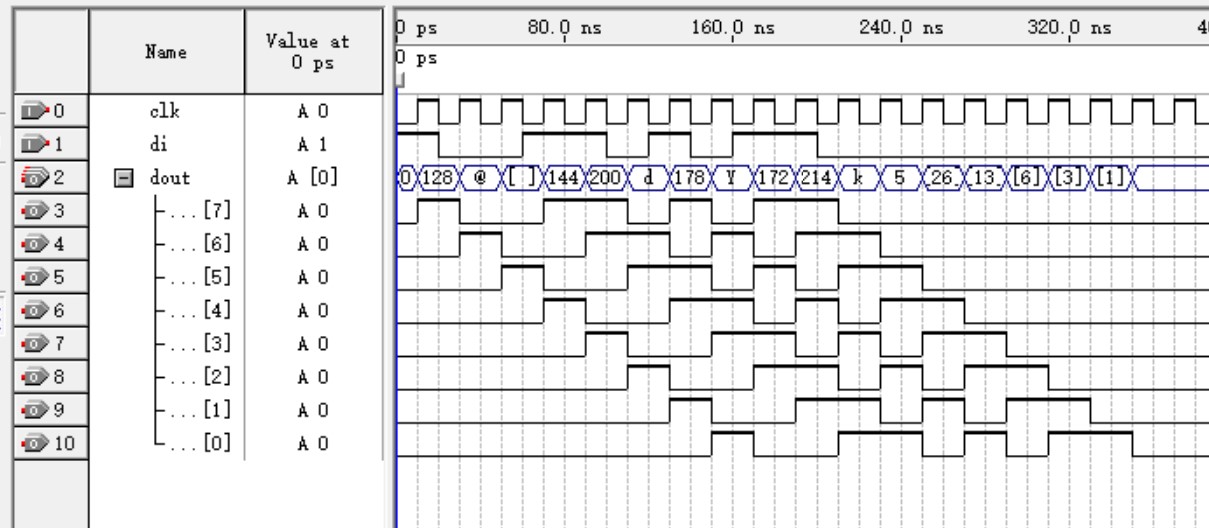 Name
Value at
0 ps
0 ps 80.0 ns 160.0 ns 240.0 ns 320.0 ns 4
0 ps
0 clk A 0
1 di A 1
2 dout A [0] 0 128 @ [ ] 144 200 d 178 Y 172 214 k 5 26 13 [6] [3] [1]
3 ...[7] A 0
4 ...[6] A 0
5 ...[5] A 0
6 ...[4] A 0
7 ...[3] A 0
8 ...[2] A 0
9 ...[1] A 0
10 ...[0] A 0